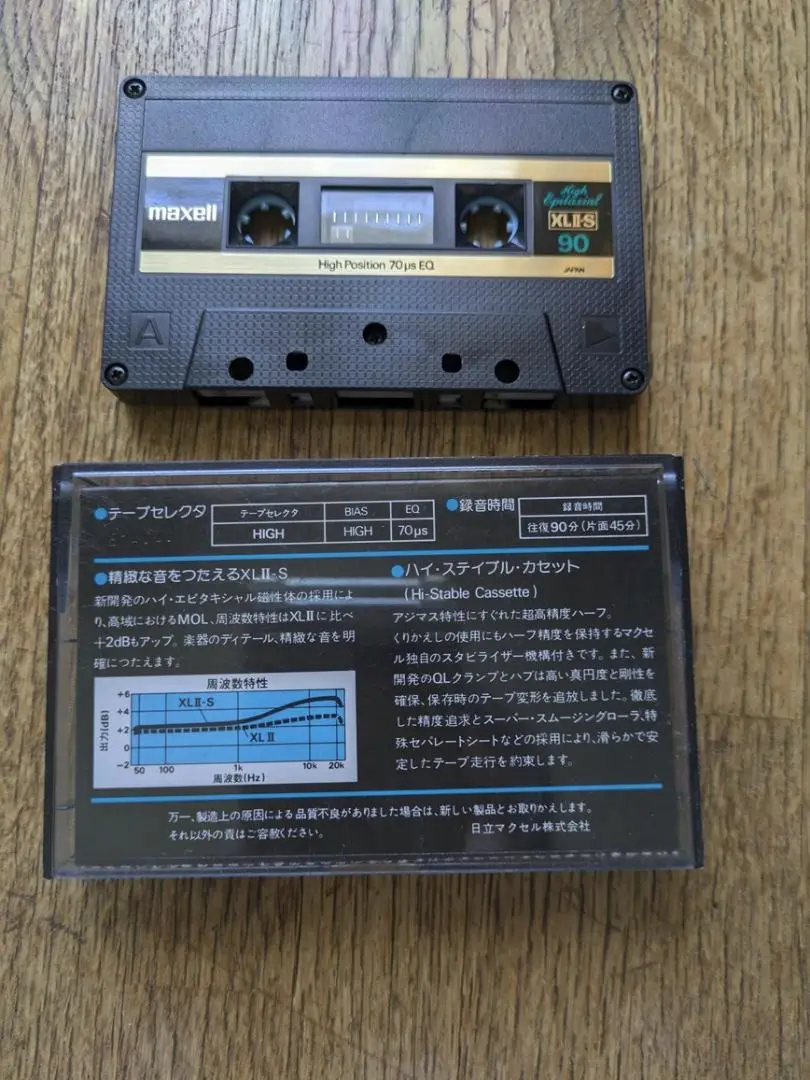 maxell
High
Epitaxial
XLII-S
90
High Position 70μs EQ
JAPAN
A
●テープセレクタ
テープセレクタ BIAS EQ
HIGH HIGH 70μs
●録音時間
録音時間
往復90分(片面45分)
●精緻な音をつたえるXLII-S
新開発のハイ・エピタキシャル磁性体の採用によ
り、高域におけるMOL、周波数特性はXLIIに比べ
+2dBもアップ。楽器のディテール、精緻な音を明
確につたえます。
周波数特性
出力(dB)
+6
+4
+2
0
-2
XLII-S
XLII
50 100 1k 10k 20k
周波数(Hz)
●ハイ・ステイブル・カセット
(Hi-Stable Cassette)
アジマス特性にすぐれた超高精度ハーフ。
くりかえしの使用にもハーフ精度を保持するマクセ
ル独自のスタビライザー機構付きです。また、新
開発のQLクランプとハブは高い真円度と剛性を
確保、保存時のテープ変形を追放しました。徹底
した精度追求とスーパー・スムージングローラ、特
殊セパレートシートなどの採用により、滑らかで安
定したテープ走行を約束します。
万一、製造上の原因による品質不良がありました場合は、新しい製品とお取りかえします。
それ以外の責はご容赦ください。
日立マクセル株式会社